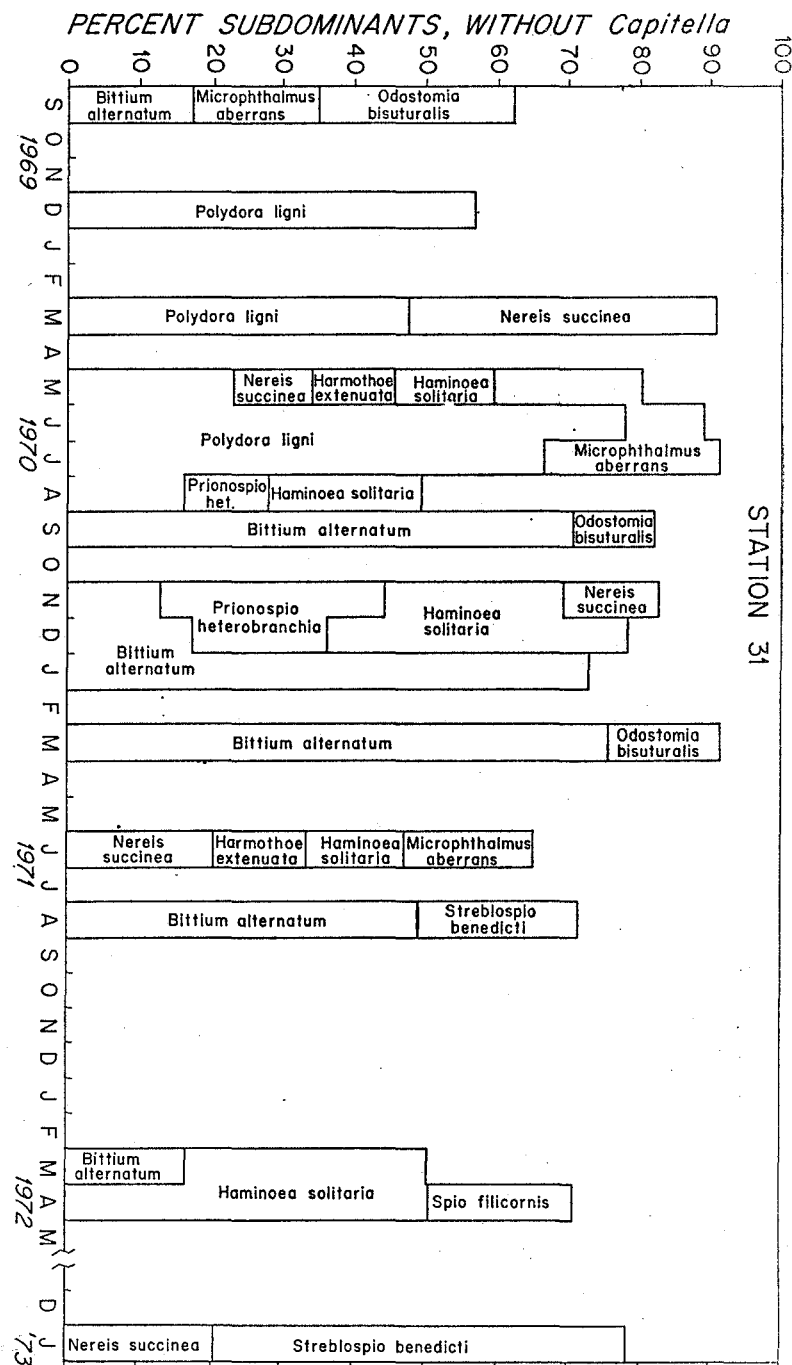 PERCENT SUBDOMINANTS, WITHOUT Capitella
0 10 20 30 40 50 60 70 80 90 100
STATION 31
S O N D J F M A M J J A S O N D J F M A M J J A S O N D J F M A M D J
1969
1970
1971
1972
'73
Bittium
alternatum
Microphthalmus
aberrans
Odostomia
bisuturalis
Polydora ligni
Polydora ligni
Nereis succinea
Nereis
succinea
Harmothoe
extenuata
Haminoea
solitaria
Polydora ligni
Microphthalmus
aberrans
Prionospio
het.
Haminoea solitaria
Bittium alternatum
Odostomia
bisuturalis
Prionospio
heterobranchia
Haminoea
solitaria
Nereis
succinea
Bittium
alternatum
Bittium alternatum
Odostomia
bisuturalis
Nereis
succinea
Harmothoe
extenuata
Haminoea
solitaria
Microphthalmus
aberrans
Bittium alternatum
Streblospio
benedicti
Bittium
alternatum
Haminoea solitaria
Spio filicornis
Nereis succinea
Streblospio benedicti